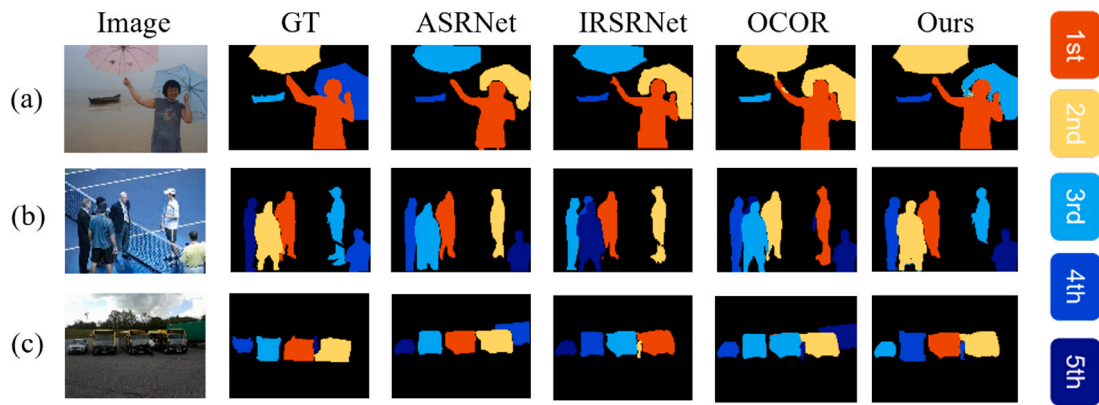 Image GT ASRNet IRSRNet OCOR Ours
(a)
(b)
(c)
1st
2nd
3rd
4th
5th